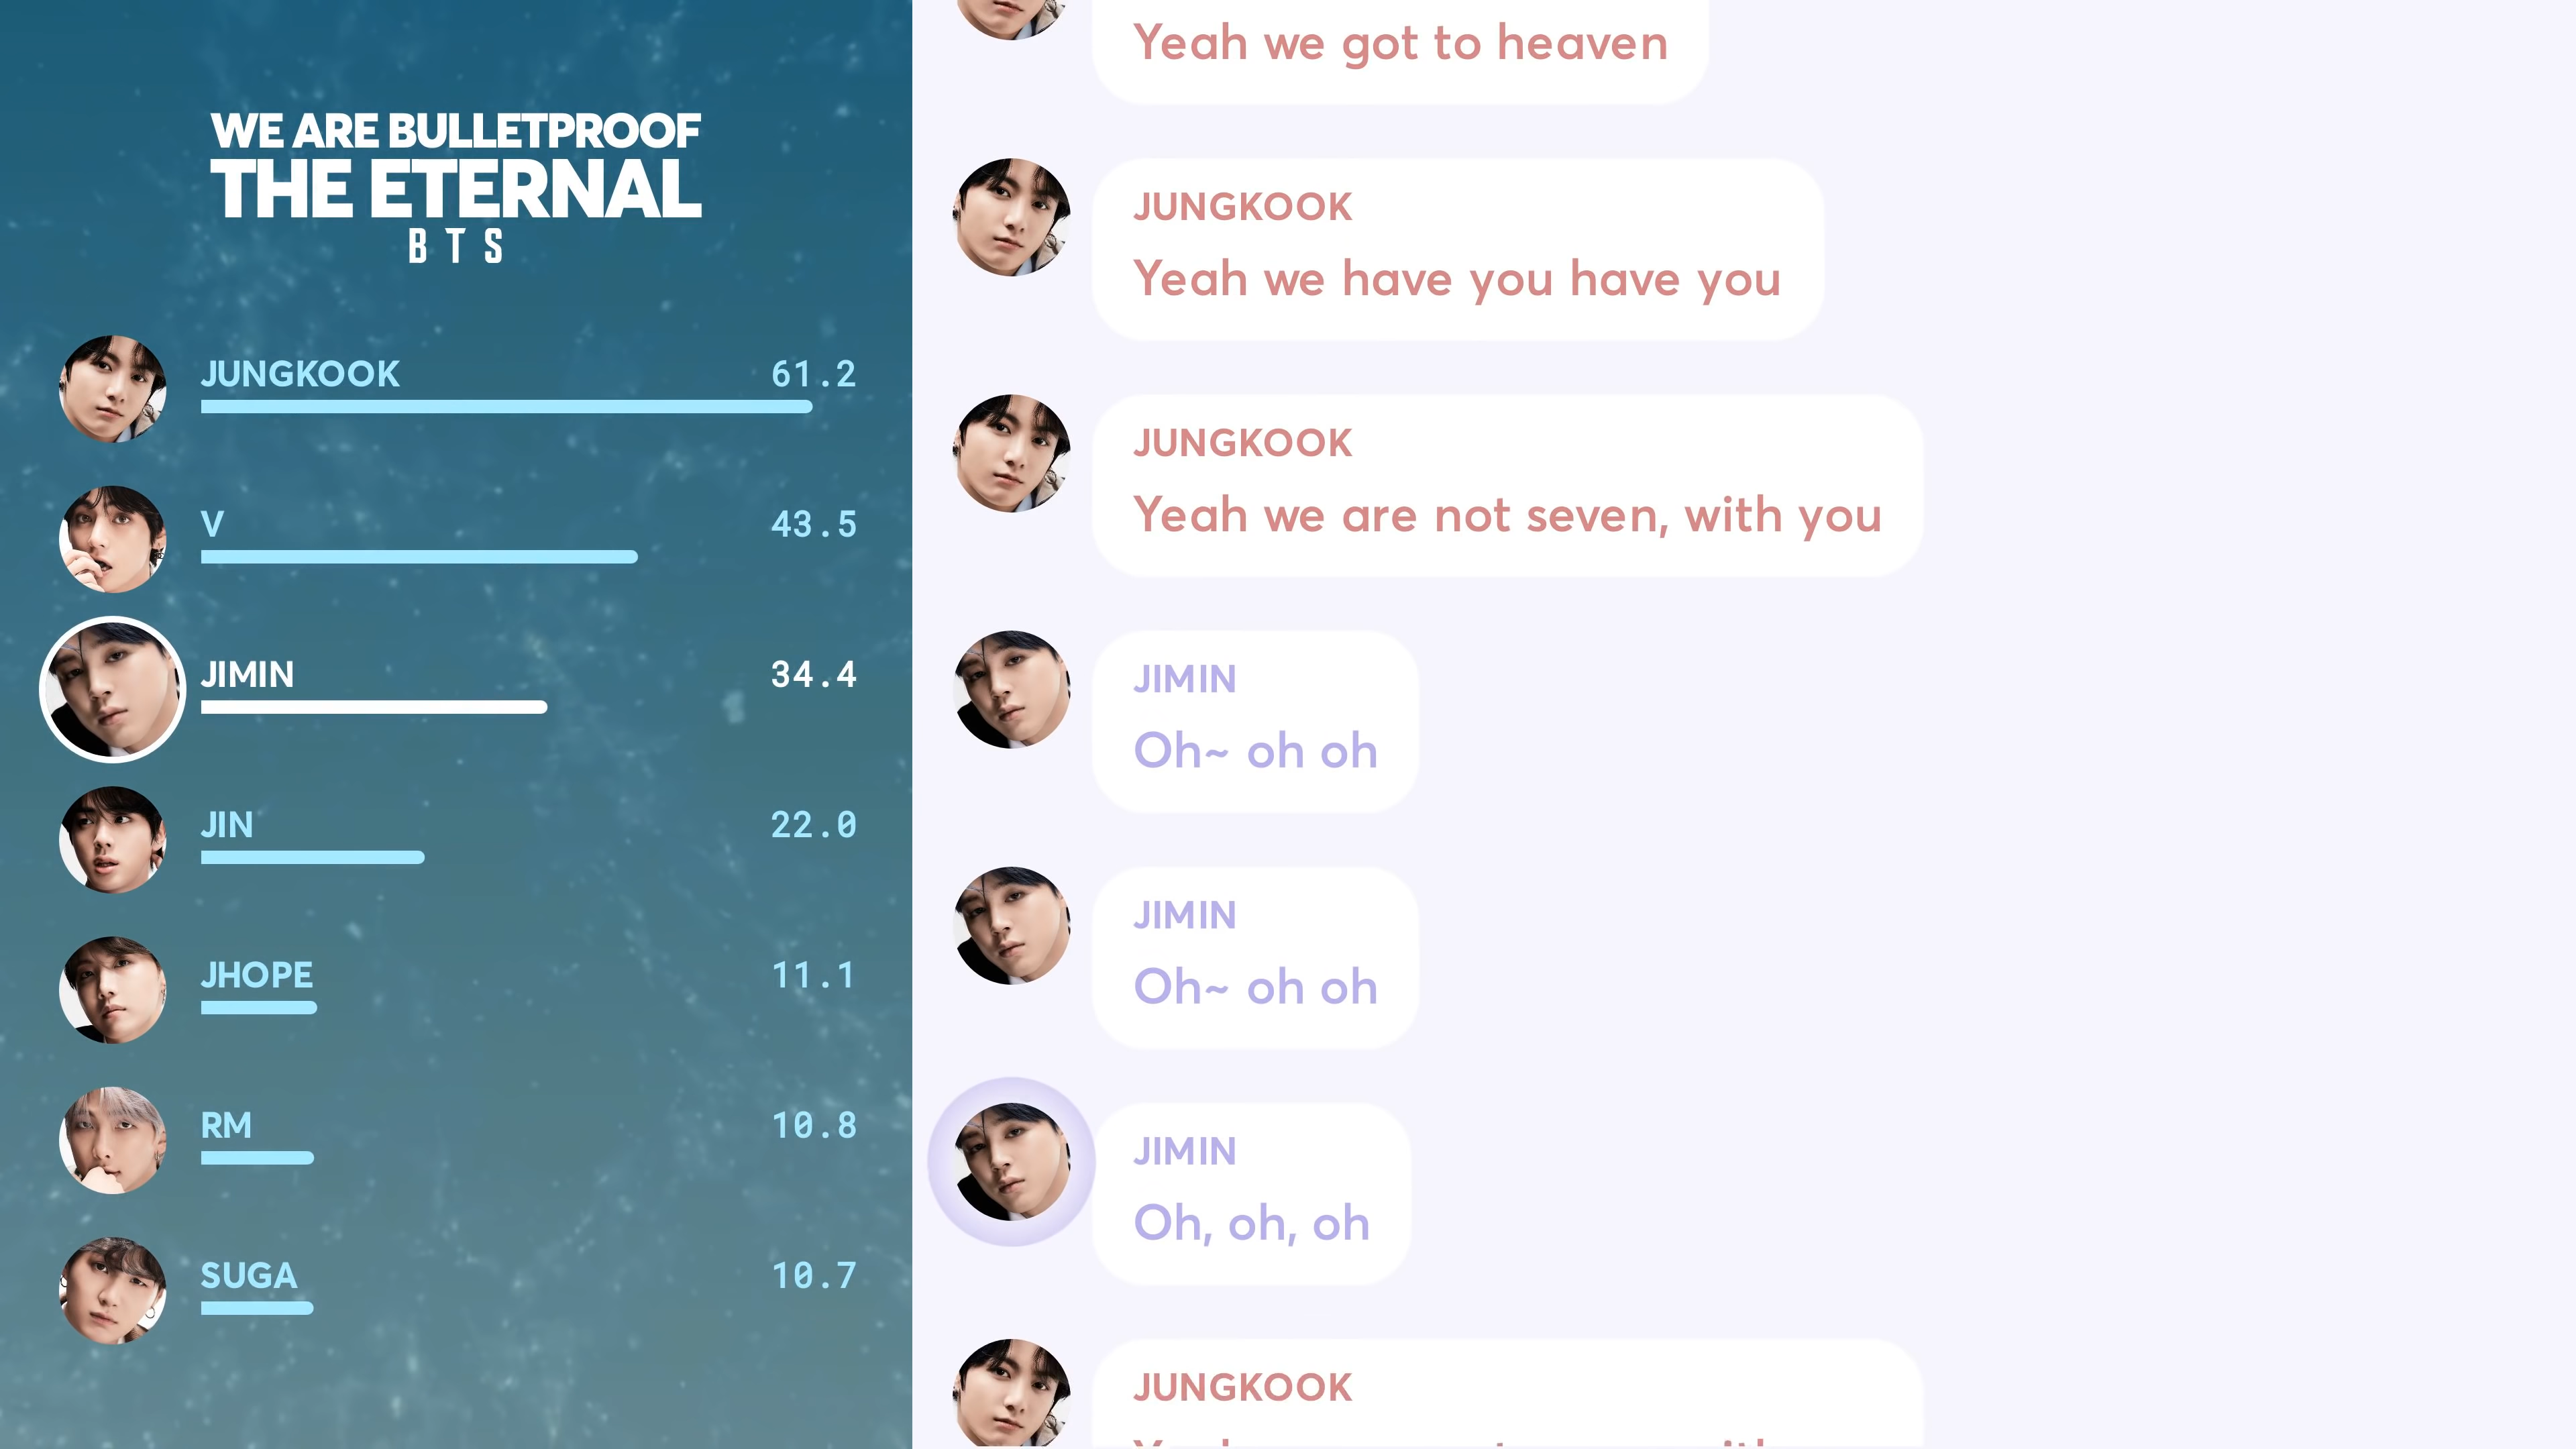 WE ARE BULLETPROOF
THE ETERNAL
BTS
JUNGKOOK 61.2
V 43.5
JIMIN 34.4
JIN 22.0
JHOPE 11.1
RM 10.8
SUGA 10.7
Yeah we got to heaven
JUNGKOOK
Yeah we have you have you
JUNGKOOK
Yeah we are not seven, with you
JIMIN
Oh~ oh oh
JIMIN
Oh~ oh oh
JIMIN
Oh, oh, oh
JUNGKOOK